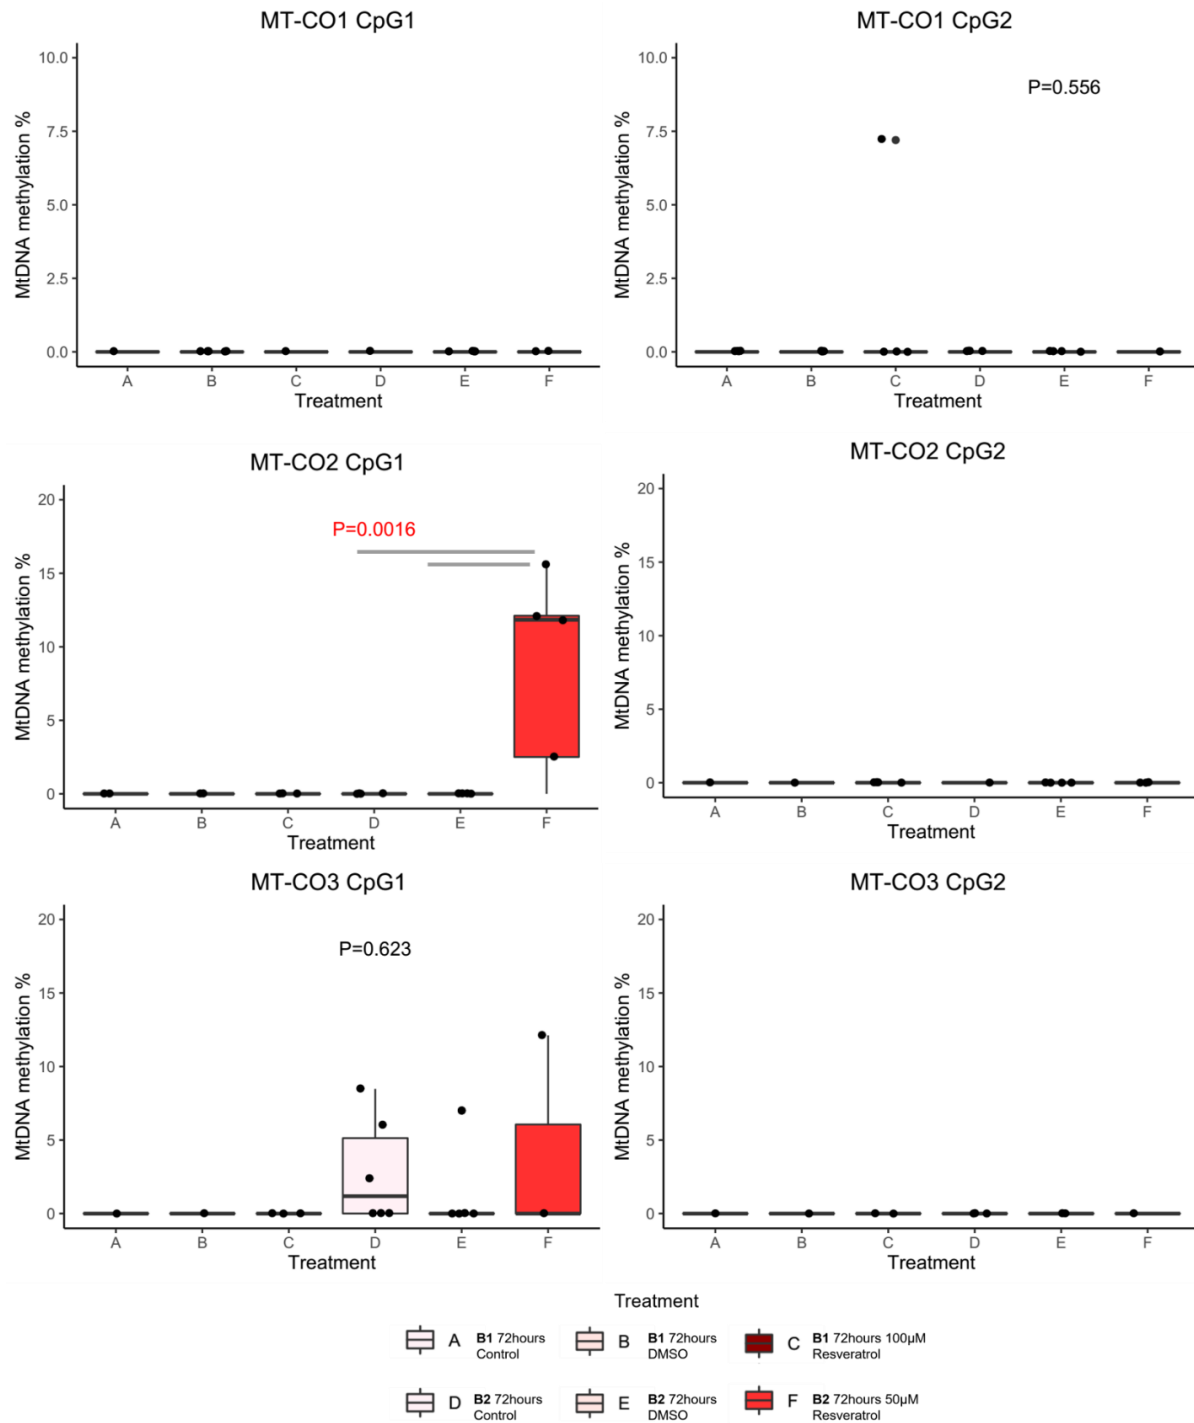 MT-CO1 CpG1
MtDNA methylation %
10.0
7.5
5.0
2.5
0.0
A B C D E F
Treatment
MT-CO1 CpG2
P=0.556
MtDNA methylation %
10.0
7.5
5.0
2.5
0.0
A B C D E F
Treatment
MT-CO2 CpG1
P=0.0016
MtDNA methylation %
20
15
10
5
0
A B C D E F
Treatment
MT-CO2 CpG2
MtDNA methylation %
20
15
10
5
0
A B C D E F
Treatment
MT-CO3 CpG1
P=0.623
MtDNA methylation %
20
15
10
5
0
A B C D E F
Treatment
MT-CO3 CpG2
MtDNA methylation %
20
15
10
5
0
A B C D E F
Treatment
Treatment
A B1 72hours
Control
B B1 72hours
DMSO
C B1 72hours 100μM
Resveratrol
D B2 72hours
Control
E B2 72hours
DMSO
F B2 72hours 50μM
Resveratrol